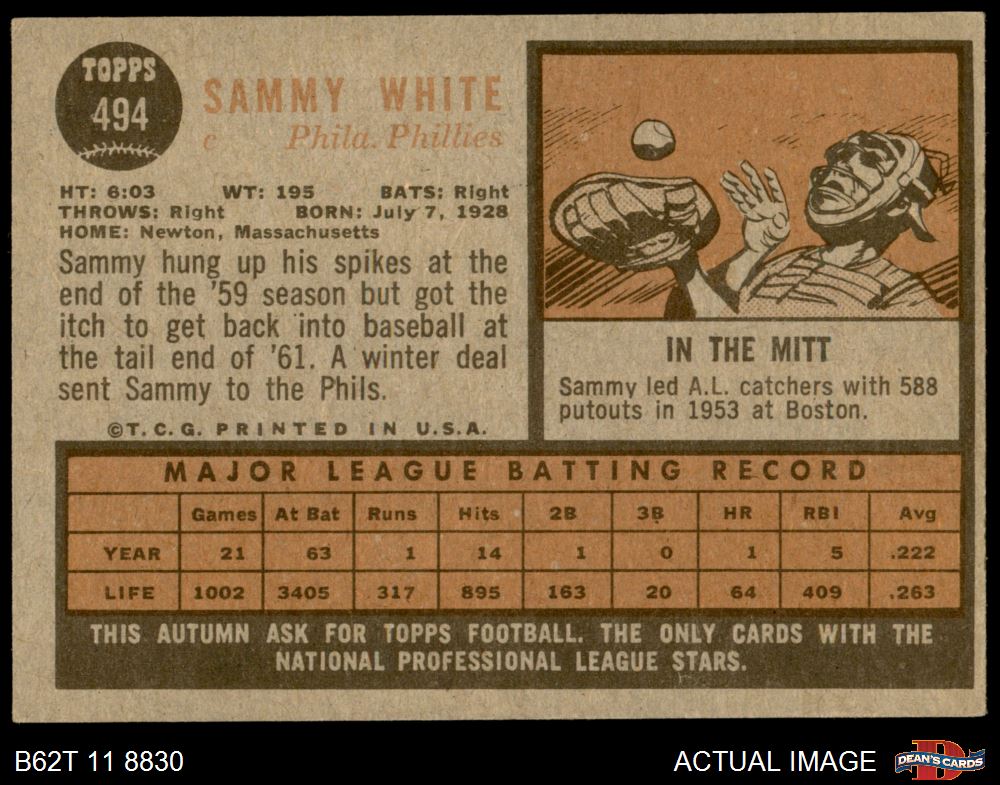 TOPPS
494
SAMMY WHITE
c Phila. Phillies
HT: 6:03 WT: 195 BATS: Right
THROWS: Right BORN: July 7, 1928
HOME: Newton, Massachusetts
Sammy hung up his spikes at the
end of the '59 season but got the
itch to get back into baseball at
the tail end of '61. A winter deal
sent Sammy to the Phils.
©T.C.G. PRINTED IN U.S.A.
IN THE MITT
Sammy led A.L. catchers with 588
putouts in 1953 at Boston.
MAJOR LEAGUE BATTING RECORD
Games At Bat Runs Hits 2B 3B HR RBI Avg
YEAR 21 63 1 14 1 0 1 5 .222
LIFE 1002 3405 317 895 163 20 64 409 .263
THIS AUTUMN ASK FOR TOPPS FOOTBALL. THE ONLY CARDS WITH THE
NATIONAL PROFESSIONAL LEAGUE STARS.
B62T 11 8830
ACTUAL IMAGE
D
DEAN'S CARDS